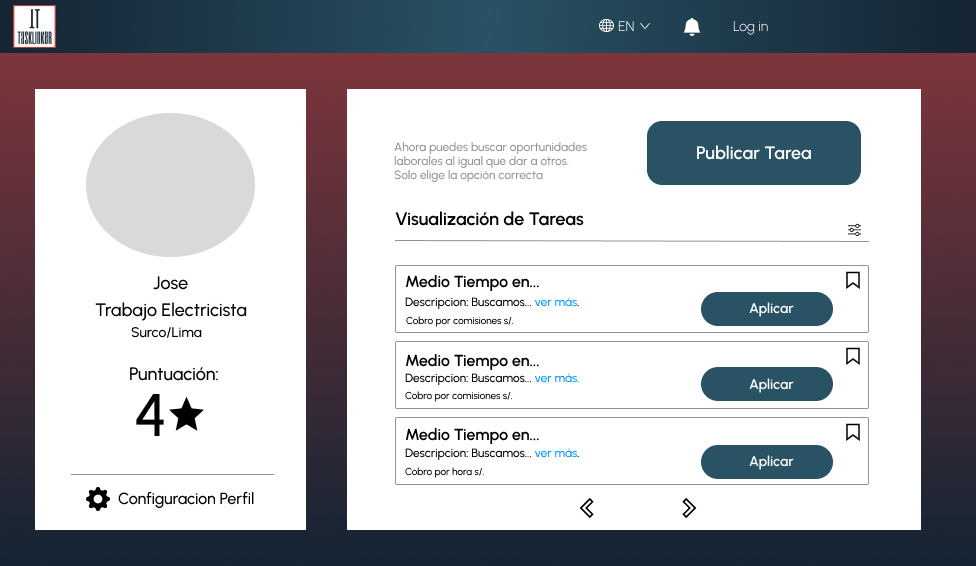 IT
TASKLINKER
EN
Log in
Jose
Trabajo Electricista
Surco/Lima
Puntuación:
4
Configuracion Perfil
Ahora puedes buscar oportunidades
laborales al igual que dar a otros.
Solo elige la opción correcta
Publicar Tarea
Visualización de Tareas
Medio Tiempo en...
Descripcion: Buscamos... ver más.
Cobro por comisiones s/.
Aplicar
Medio Tiempo en...
Descripcion: Buscamos... ver más.
Cobro por comisiones s/.
Aplicar
Medio Tiempo en...
Descripcion: Buscamos... ver más.
Cobro por hora s/.
Aplicar